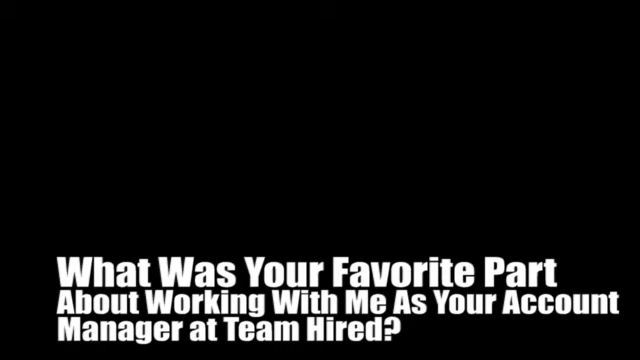 What Was Your Favorite Part
About Working With Me As Your Account
Manager at Team Hired?